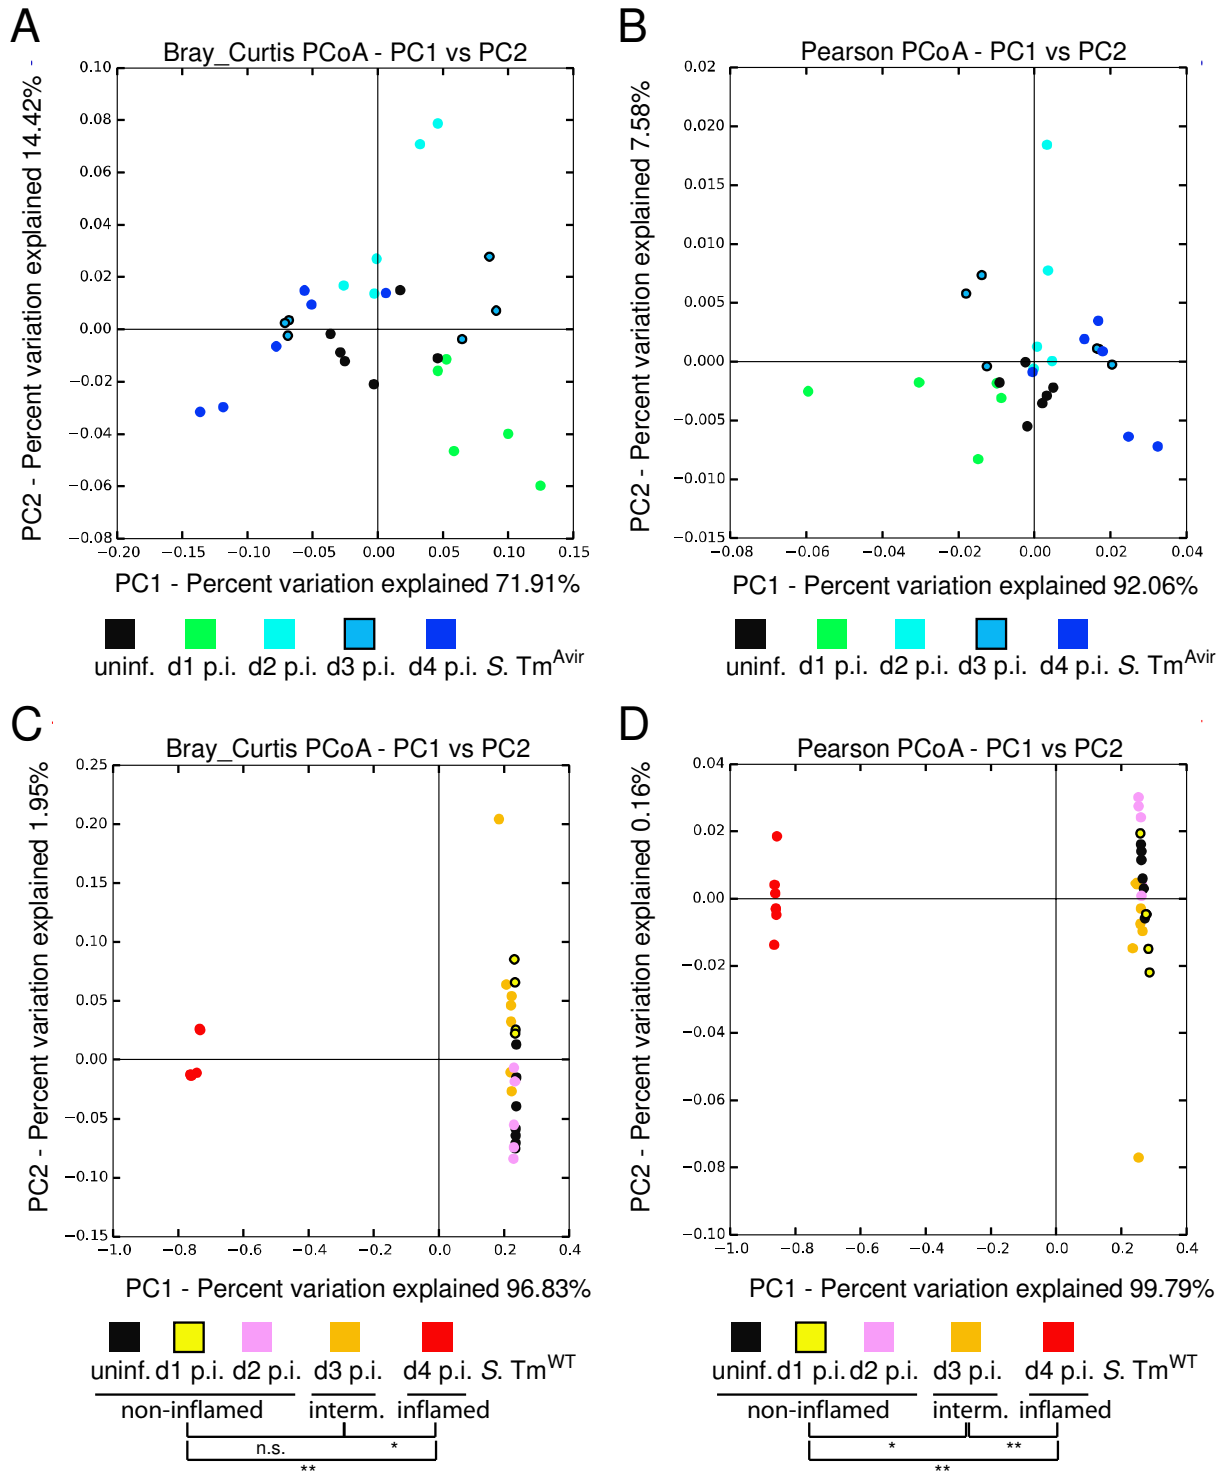 A
B
Bray_Curtis PCoA - PC1 vs PC2
Pearson PCoA - PC1 vs PC2
PC2 - Percent variation explained 14.42% -
0.10
0.08
0.06
0.04
0.02
0.00
−0.02
−0.04
−0.06
−0.08
−0.20 −0.15 −0.10 −0.05 0.00 0.05 0.10 0.15
PC1 - Percent variation explained 71.91%
uninf. d1 p.i. d2 p.i. d3 p.i. d4 p.i. S. Tm^Avir
PC2 - Percent variation explained 7.58%
0.02
0.020
0.015
0.010
0.005
0.000
−0.005
−0.010
−0.015
−0.08 −0.06 −0.04 −0.02 0.00 0.02 0.04
PC1 - Percent variation explained 92.06%
uninf. d1 p.i. d2 p.i. d3 p.i. d4 p.i. S. Tm^Avir
C
D
Bray_Curtis PCoA - PC1 vs PC2
Pearson PCoA - PC1 vs PC2
PC2 - Percent variation explained 1.95%
0.25
0.20
0.15
0.10
0.05
0.00
−0.05
−0.10
−0.15
−1.0 −0.8 −0.6 −0.4 −0.2 0.0 0.2 0.4
PC1 - Percent variation explained 96.83%
uninf. d1 p.i. d2 p.i. d3 p.i. d4 p.i. S. Tm^WT
non-inflamed interm. inflamed
n.s. *
**
PC2 - Percent variation explained 0.16%
0.04
0.02
0.00
−0.02
−0.04
−0.06
−0.08
−0.10
−1.0 −0.8 −0.6 −0.4 −0.2 0.0 0.2 0.4
PC1 - Percent variation explained 99.79%
uninf. d1 p.i. d2 p.i. d3 p.i. d4 p.i. S. Tm^WT
non-inflamed interm. inflamed
* **
**